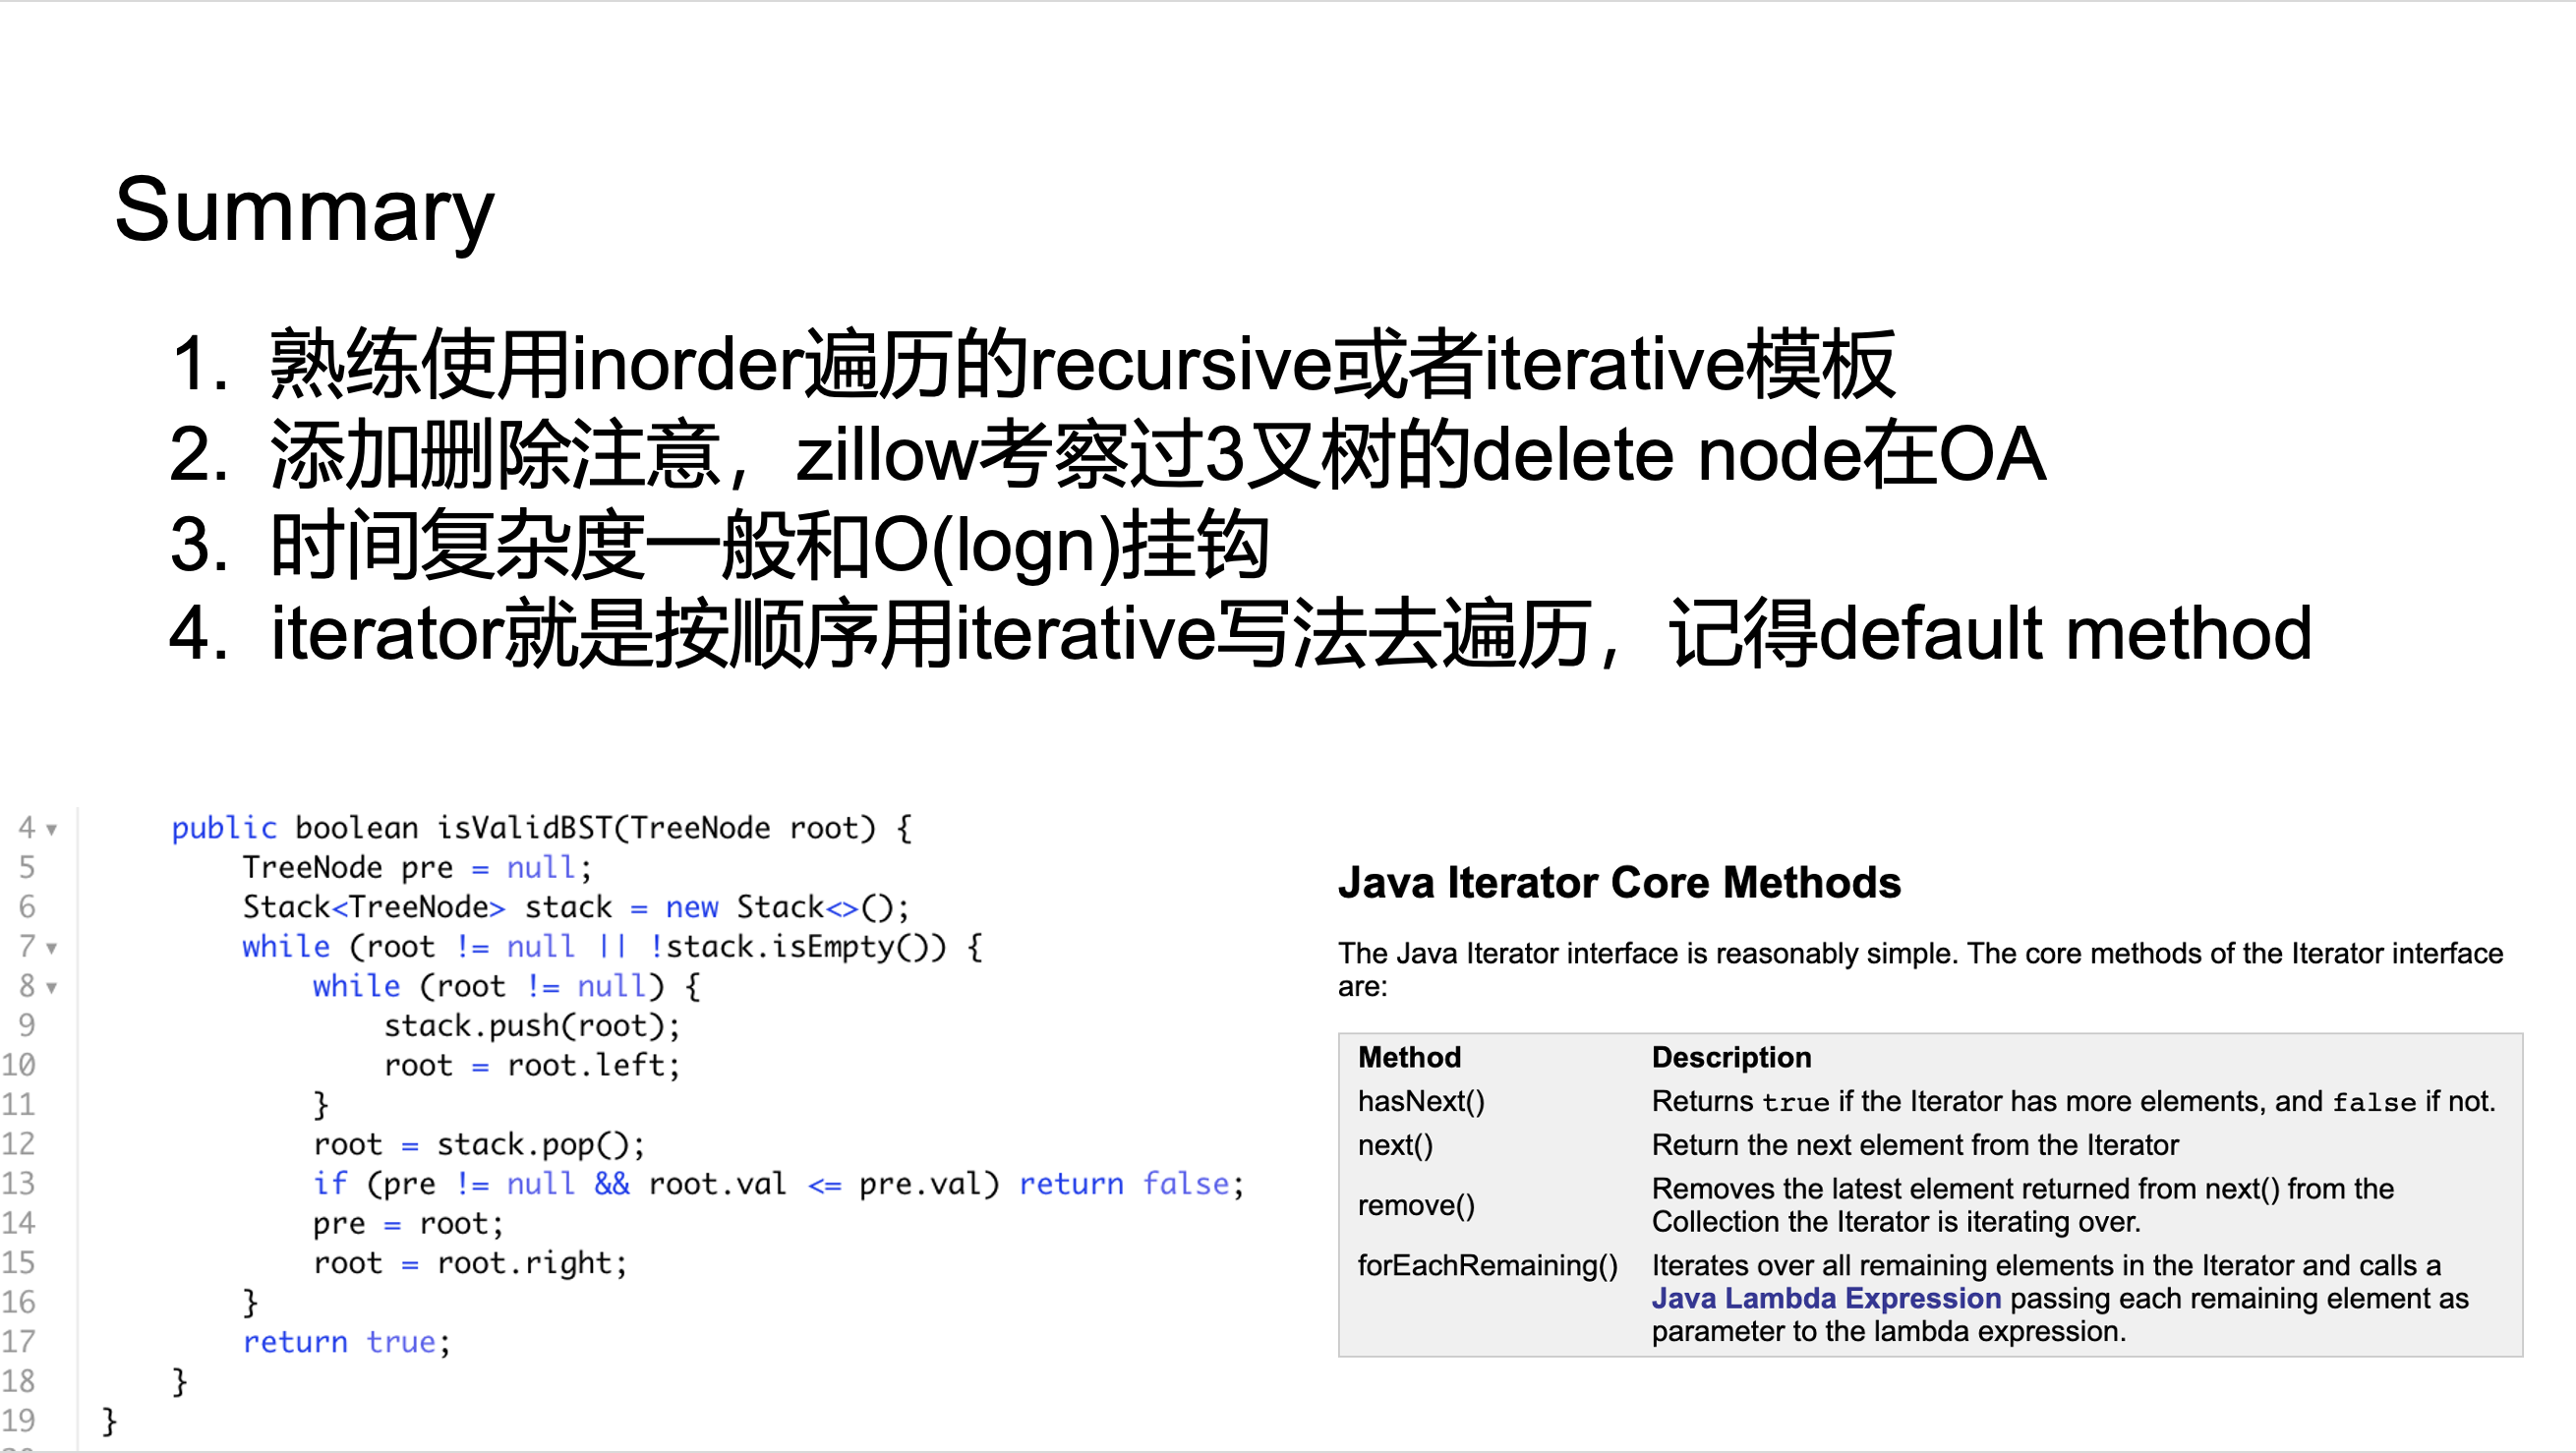 Summary
1. 熟练使用inorder遍历的recursive或者iterative模板
2. 添加删除注意，zillow考察过3叉树的delete node在OA
3. 时间复杂度一般和O(logn)挂钩
4. iterator就是按顺序用iterative写法去遍历，记得default method
4 public boolean isValidBST(TreeNode root) {
5 TreeNode pre = null;
6 Stack<TreeNode> stack = new Stack<>();
7 while (root != null || !stack.isEmpty()) {
8 while (root != null) {
9 stack.push(root);
10 root = root.left;
11 }
12 root = stack.pop();
13 if (pre != null && root.val <= pre.val) return false;
14 pre = root;
15 root = root.right;
16 }
17 return true;
18 }
19 }
Java Iterator Core Methods
The Java Iterator interface is reasonably simple. The core methods of the Iterator interface
are:
Method Description
hasNext() Returns true if the Iterator has more elements, and false if not.
next() Return the next element from the Iterator
remove() Removes the latest element returned from next() from the
Collection the Iterator is iterating over.
forEachRemaining() Iterates over all remaining elements in the Iterator and calls a
Java Lambda Expression passing each remaining element as
parameter to the lambda expression.